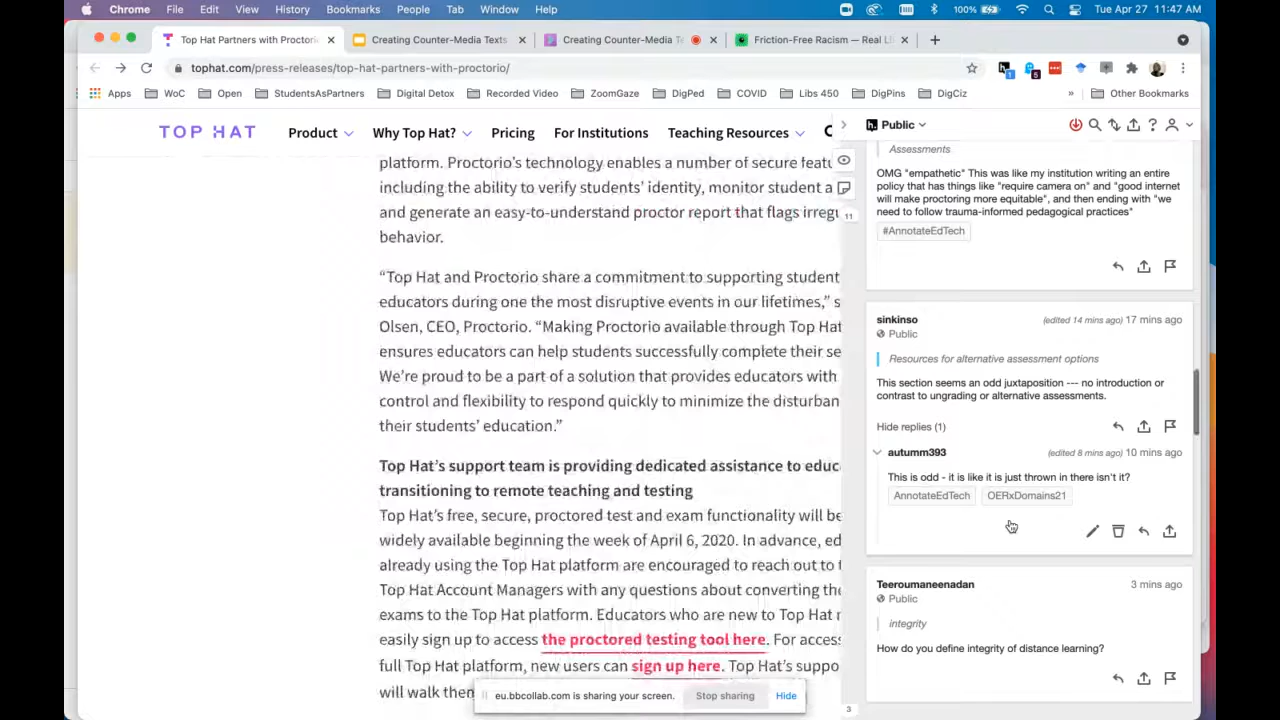 Chrome File Edit View History Bookmarks People Tab Window Help 100% Tue Apr 27 11:47 AM
Top Hat Partners with Proctorio Creating Counter-Media Texts Creating Counter-Media Te Friction-Free Racism — Real Li
tophat.com/press-releases/top-hat-partners-with-proctorio/
Apps WoC Open StudentsAsPartners Digital Detox Recorded Video ZoomGaze DigPed COVID Libs 450 DigPins DigCiz » Other Bookmarks
TOP HAT Product Why Top Hat? Pricing For Institutions Teaching Resources
platform. Proctorio's technology enables a number of secure featu
including the ability to verify students' identity, monitor student a
and generate an easy-to-understand proctor report that flags irregu
behavior.
“Top Hat and Proctorio share a commitment to supporting student
educators during one the most disruptive events in our lifetimes,” s
Olsen, CEO, Proctorio. “Making Proctorio available through Top Hat
ensures educators can help students successfully complete their se
We're proud to be a part of a solution that provides educators with
control and flexibility to respond quickly to minimize the disturban
their students' education.”
Top Hat's support team is providing dedicated assistance to educ
transitioning to remote teaching and testing
Top Hat's free, secure, proctored test and exam functionality will be
widely available beginning the week of April 6, 2020. In advance, ed
already using the Top Hat platform are encouraged to reach out to t
Top Hat Account Managers with any questions about converting the
exams to the Top Hat platform. Educators who are new to Top Hat r
easily sign up to access the proctored testing tool here. For access
full Top Hat platform, new users can sign up here. Top Hat's suppo
will walk then
eu.bbcollab.com is sharing your screen. Stop sharing Hide
11
3
h. Public
Assessments
OMG "empathetic" This was like my institution writing an entire
policy that has things like "require camera on" and "good internet
will make proctoring more equitable", and then ending with "we
need to follow trauma-informed pedagogical practices"
#AnnotateEdTech
sinkinso (edited 14 mins ago) 17 mins ago
Public
Resources for alternative assessment options
This section seems an odd juxtaposition --- no introduction or
contrast to ungrading or alternative assessments.
Hide replies (1)
autumm393 (edited 8 mins ago) 10 mins ago
This is odd - it is like it is just thrown in there isn't it?
AnnotateEdTech OERxDomains21
Teeroumaneenadan 3 mins ago
Public
integrity
How do you define integrity of distance learning?